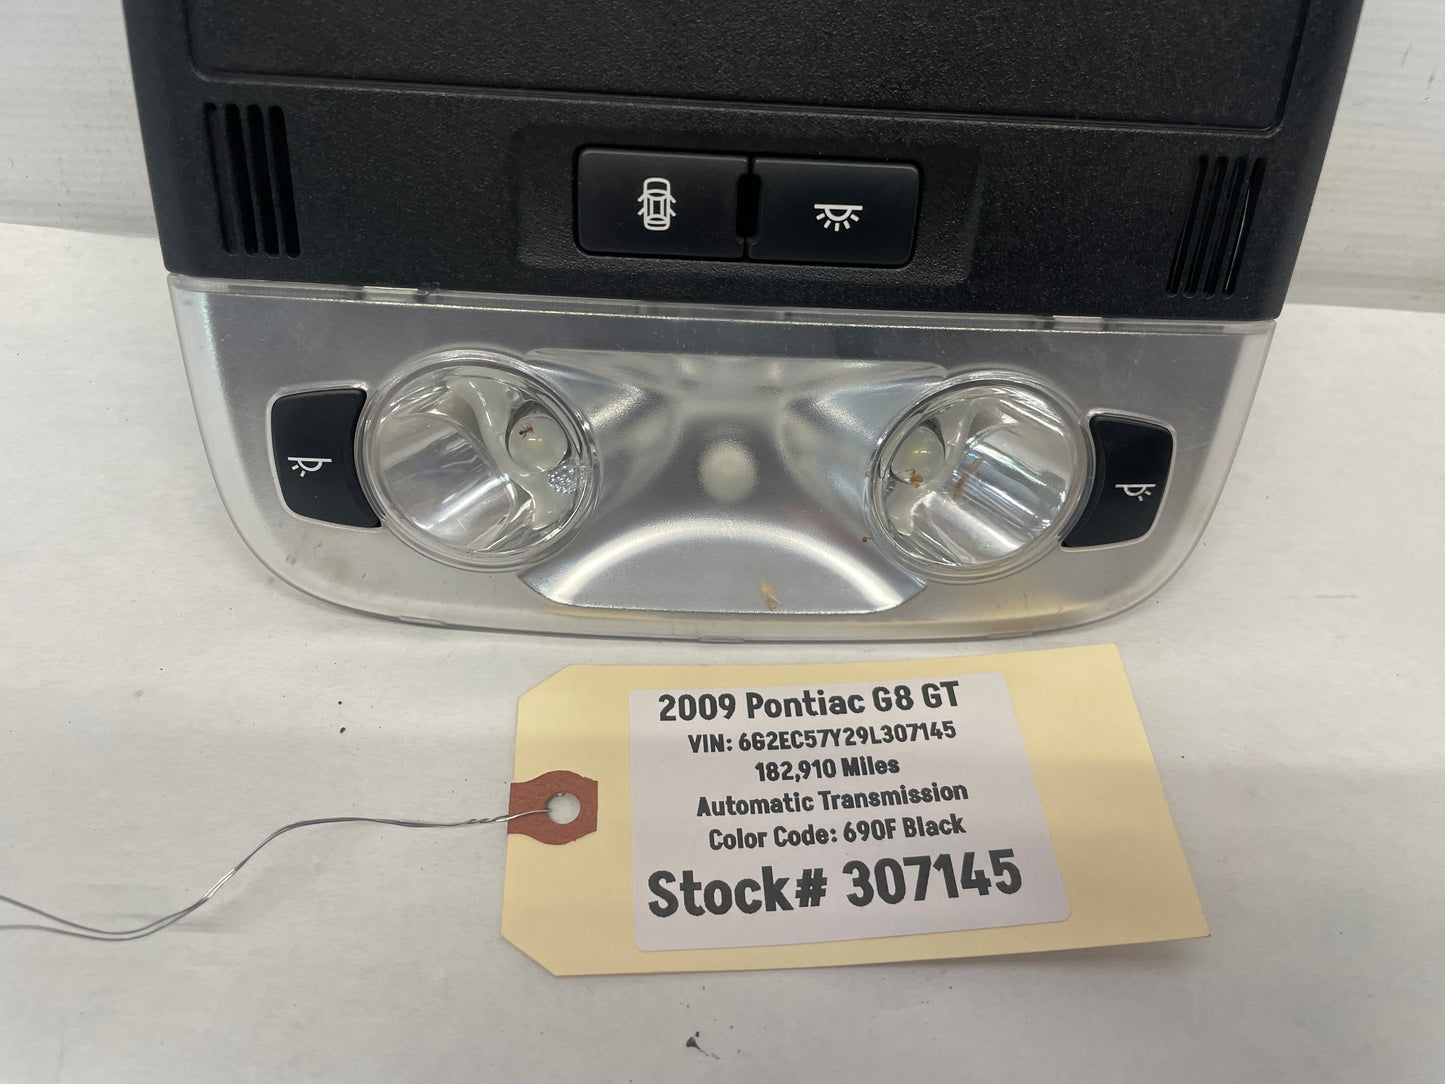 2009 Pontiac G8 GT
VIN: 6G2EC57Y29L307145
182,910 Miles
Automatic Transmission
Color Code: 690F Black
Stock# 307145